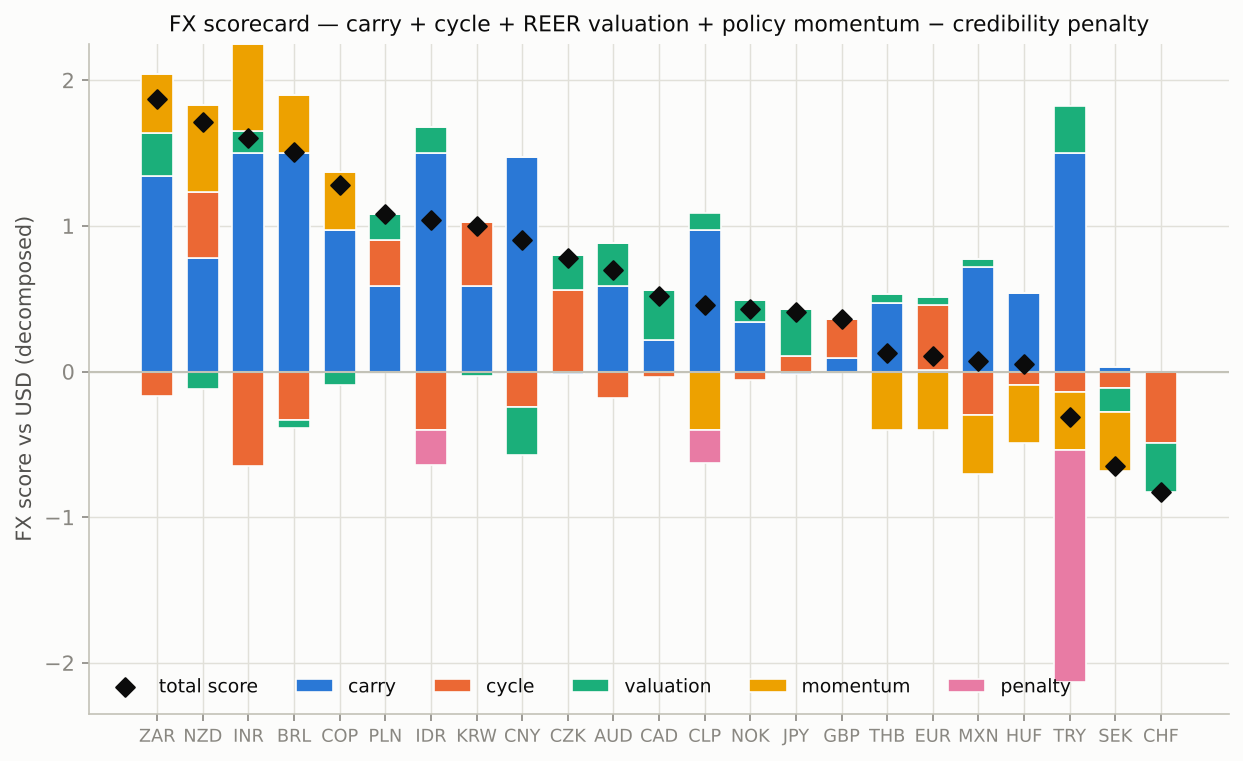 FX scorecard — carry + cycle + REER valuation + policy momentum − credibility penalty
FX score vs USD (decomposed)
2
1
0
−1
−2
total score carry cycle valuation momentum penalty
ZAR NZD INR BRL COP PLN IDR KRW CNY CZK AUD CAD CLP NOK JPY GBP THB EUR MXN HUF TRY SEK CHF